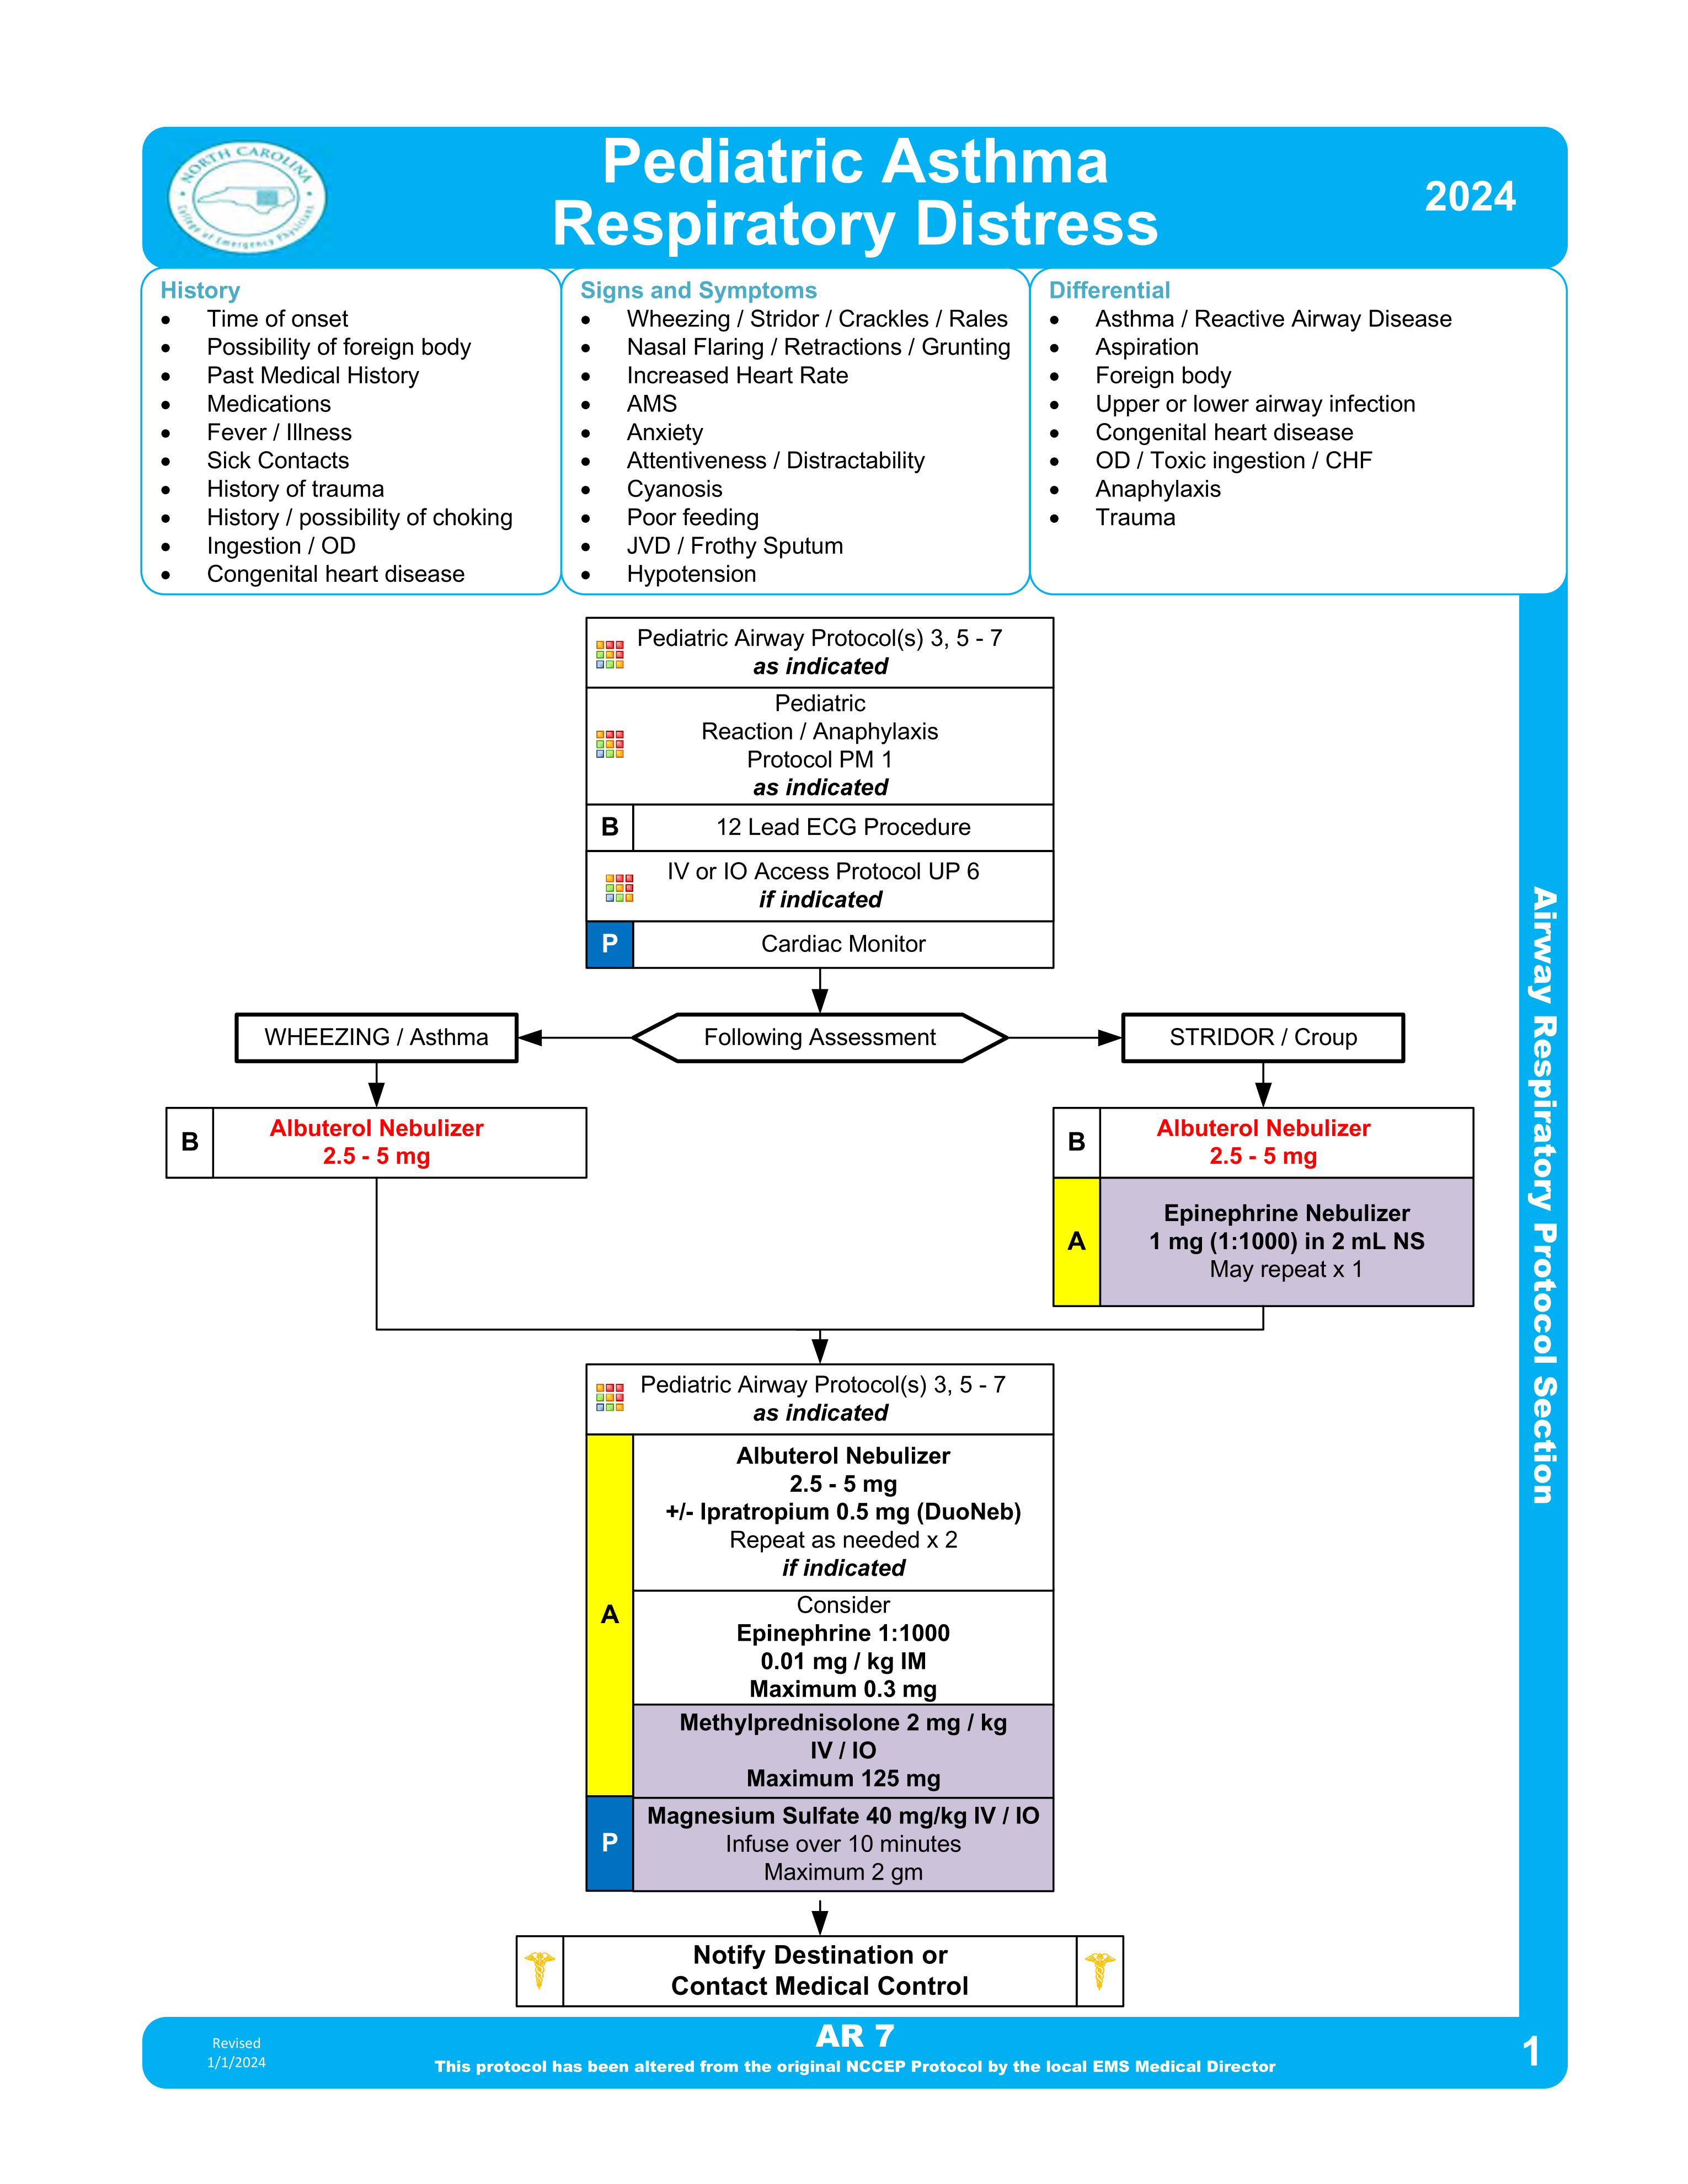 NORTH CAROLINA
College of Emergency Physicians
Pediatric Asthma
Respiratory Distress
2024
History
• Time of onset
• Possibility of foreign body
• Past Medical History
• Medications
• Fever / Illness
• Sick Contacts
• History of trauma
• History / possibility of choking
• Ingestion / OD
• Congenital heart disease
Signs and Symptoms
• Wheezing / Stridor / Crackles / Rales
• Nasal Flaring / Retractions / Grunting
• Increased Heart Rate
• AMS
• Anxiety
• Attentiveness / Distractability
• Cyanosis
• Poor feeding
• JVD / Frothy Sputum
• Hypotension
Differential
• Asthma / Reactive Airway Disease
• Aspiration
• Foreign body
• Upper or lower airway infection
• Congenital heart disease
• OD / Toxic ingestion / CHF
• Anaphylaxis
• Trauma
Pediatric Airway Protocol(s) 3, 5 - 7
as indicated
Pediatric
Reaction / Anaphylaxis
Protocol PM 1
as indicated
B
12 Lead ECG Procedure
IV or IO Access Protocol UP 6
if indicated
P
Cardiac Monitor
WHEEZING / Asthma
Following Assessment
STRIDOR / Croup
B
Albuterol Nebulizer
2.5 - 5 mg
B
Albuterol Nebulizer
2.5 - 5 mg
A
Epinephrine Nebulizer
1 mg (1:1000) in 2 mL NS
May repeat x 1
Pediatric Airway Protocol(s) 3, 5 - 7
as indicated
A
Albuterol Nebulizer
2.5 - 5 mg
+/- Ipratropium 0.5 mg (DuoNeb)
Repeat as needed x 2
if indicated
Consider
Epinephrine 1:1000
0.01 mg / kg IM
Maximum 0.3 mg
Methylprednisolone 2 mg / kg
IV / IO
Maximum 125 mg
P
Magnesium Sulfate 40 mg/kg IV / IO
Infuse over 10 minutes
Maximum 2 gm
Notify Destination or
Contact Medical Control
Airway Respiratory Protocol Section
Revised
1/1/2024
AR 7
This protocol has been altered from the original NCCEP Protocol by the local EMS Medical Director
1